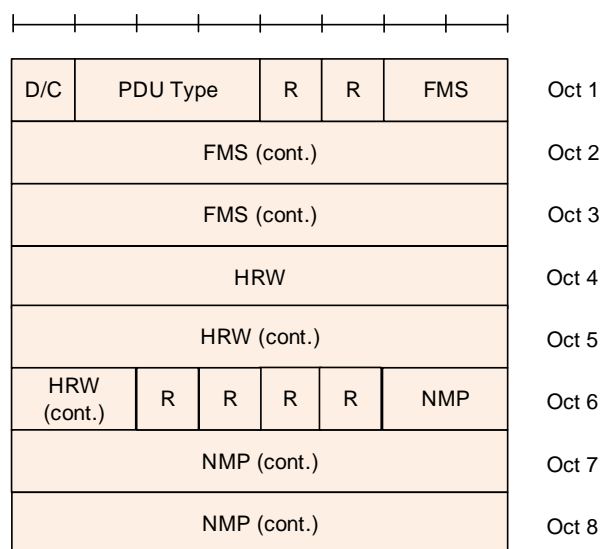 D/C PDU Type R R FMS Oct 1
FMS (cont.) Oct 2
FMS (cont.) Oct 3
HRW Oct 4
HRW (cont.) Oct 5
HRW
(cont.) R R R R NMP Oct 6
NMP (cont.) Oct 7
NMP (cont.) Oct 8